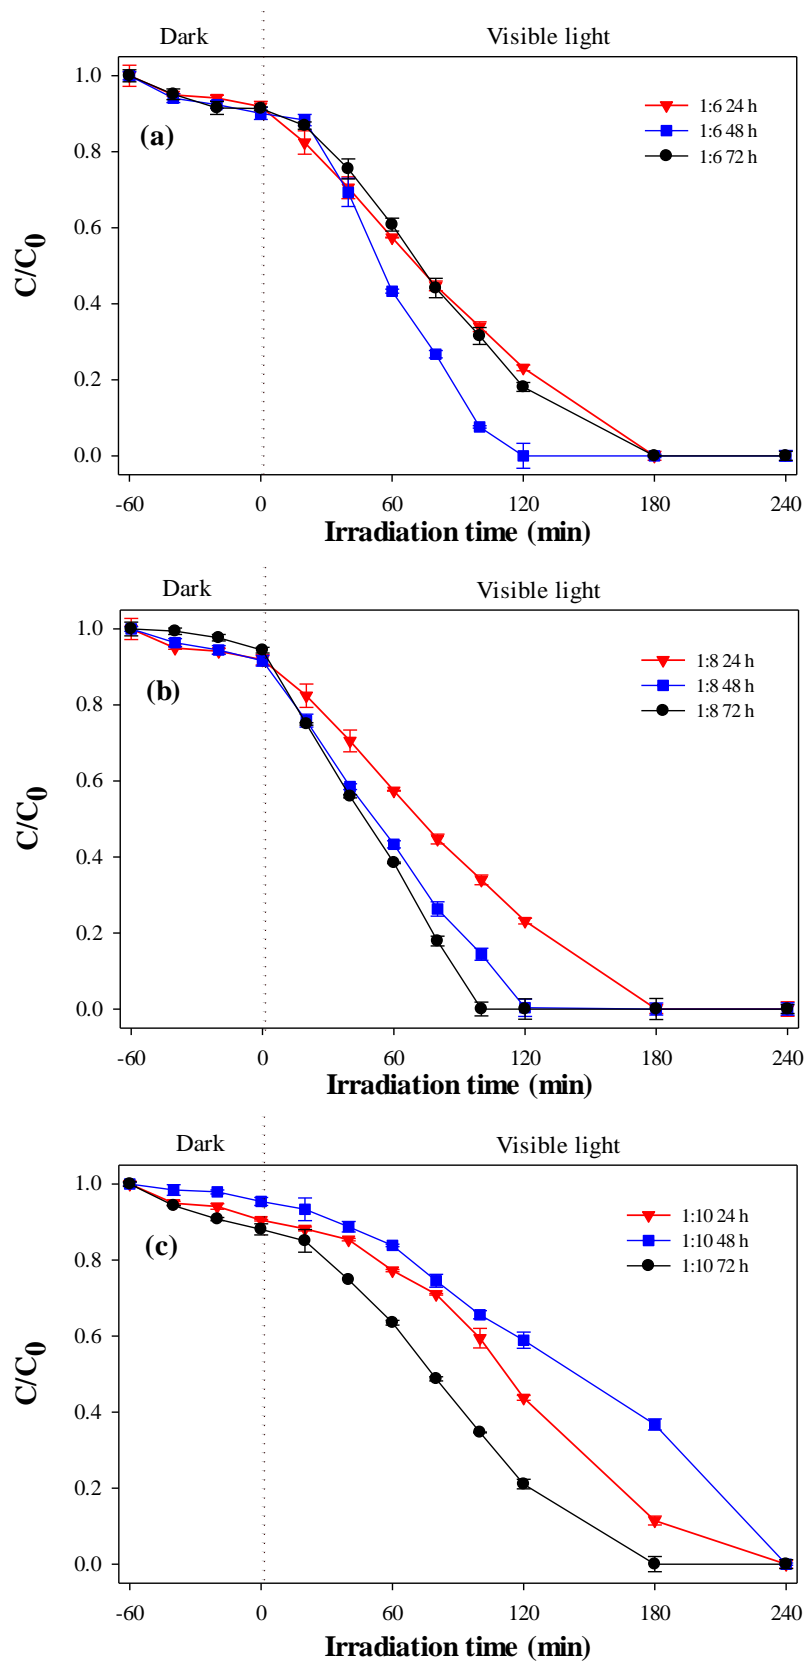 Dark Visible light
1.0
0.8
0.6
0.4
0.2
0.0
C/C0
(a)
1:6 24 h
1:6 48 h
1:6 72 h
-60 0 60 120 180 240
Irradiation time (min)
Dark Visible light
1.0
0.8
0.6
0.4
0.2
0.0
C/C0
(b)
1:8 24 h
1:8 48 h
1:8 72 h
-60 0 60 120 180 240
Irradiation time (min)
Dark Visible light
1.0
0.8
0.6
0.4
0.2
0.0
C/C0
(c)
1:10 24 h
1:10 48 h
1:10 72 h
-60 0 60 120 180 240
Irradiation time (min)